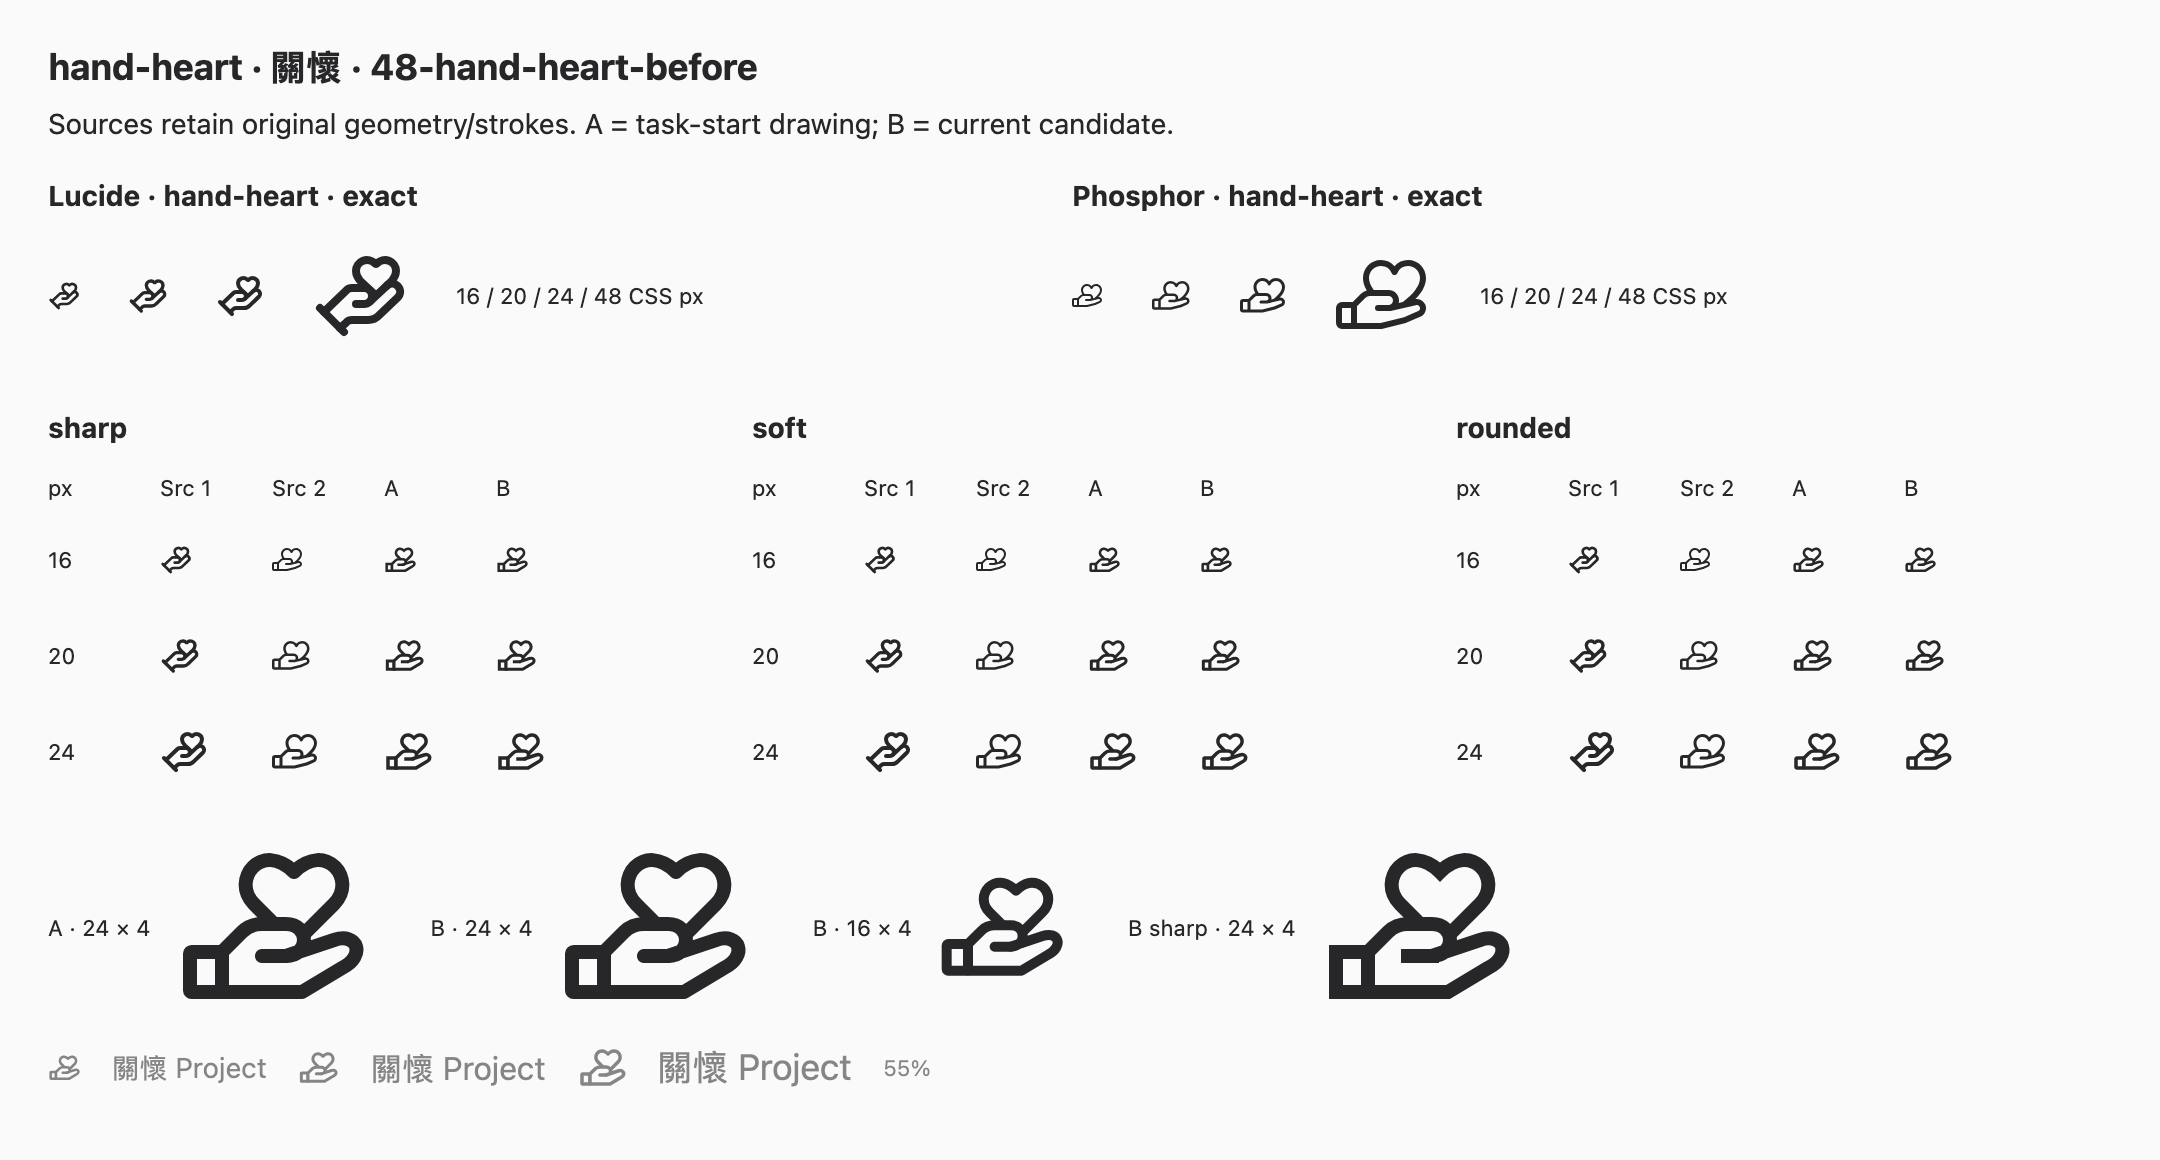 hand-heart · 關懷 · 48-hand-heart-before
Sources retain original geometry/strokes. A = task-start drawing; B = current candidate.
Lucide · hand-heart · exact
16 / 20 / 24 / 48 CSS px
Phosphor · hand-heart · exact
16 / 20 / 24 / 48 CSS px
sharp
px Src 1 Src 2 A B
16
20
24
soft
px Src 1 Src 2 A B
16
20
24
rounded
px Src 1 Src 2 A B
16
20
24
A · 24 × 4
B · 24 × 4
B · 16 × 4
B sharp · 24 × 4
關懷 Project 關懷 Project 關懷 Project 55%